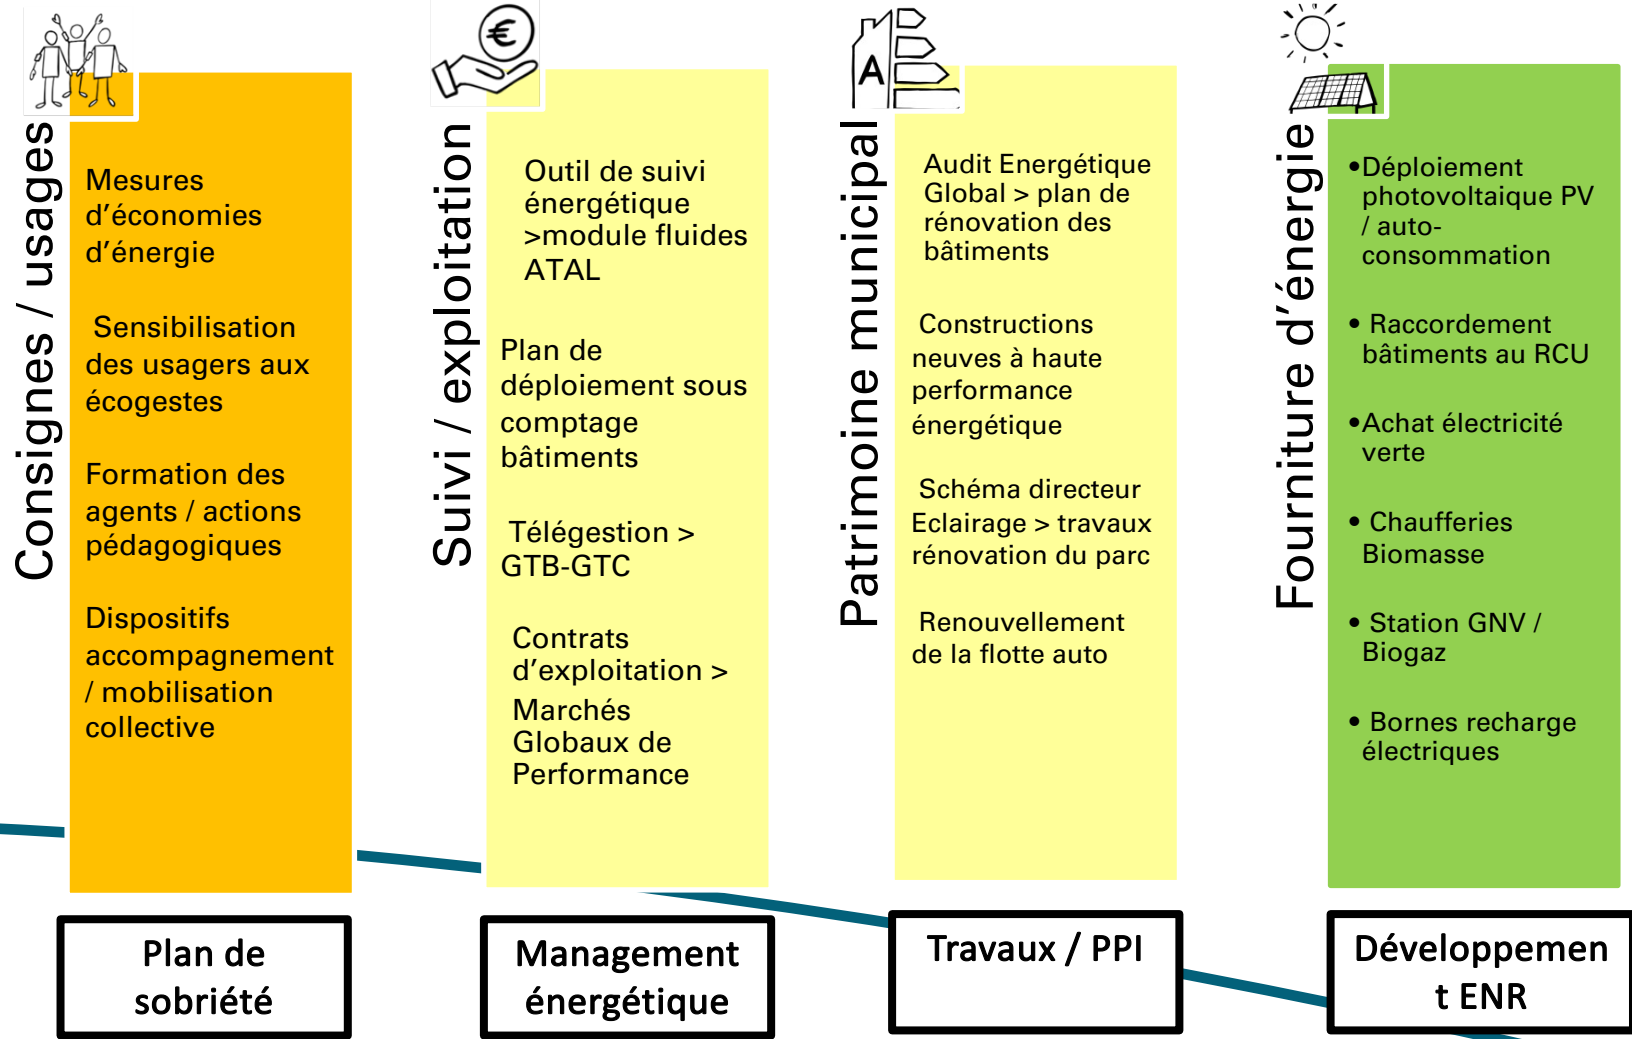 Consignes / usages
Mesures
d’économies
d’énergie
Sensibilisation
des usagers aux
écogestes
Formation des
agents / actions
pédagogiques
Dispositifs
accompagnement
/ mobilisation
collective
Plan de
sobriété
€
Suivi / exploitation
Outil de suivi
énergétique
>module fluides
ATAL
Plan de
déploiement sous
comptage
bâtiments
Télégestion >
GTB-GTC
Contrats
d’exploitation >
Marchés
Globaux de
Performance
Management
énergétique
A
Patrimoine municipal
Audit Energétique
Global > plan de
rénovation des
bâtiments
Constructions
neuves à haute
performance
énergétique
Schéma directeur
Eclairage > travaux
rénovation du parc
Renouvellement
de la flotte auto
Travaux / PPI
Fourniture d’énergie
•Déploiement
photovoltaique PV
/ auto-
consommation
• Raccordement
bâtiments au RCU
•Achat électricité
verte
• Chaufferies
Biomasse
• Station GNV /
Biogaz
• Bornes recharge
électriques
Développemen
t ENR